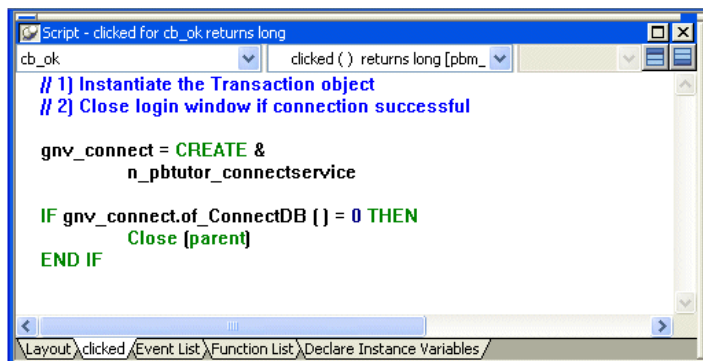 Script - clicked for cb_ok returns long
cb_ok clicked ( ) returns long [pbm_
// 1) Instantiate the Transaction object
// 2) Close login window if connection successful
gnv_connect = CREATE &
n_pbtutor_connectservice
IF gnv_connect.of_ConnectDB ( ) = 0 THEN
Close (parent)
END IF
Layout clicked Event List Function List Declare Instance Variables